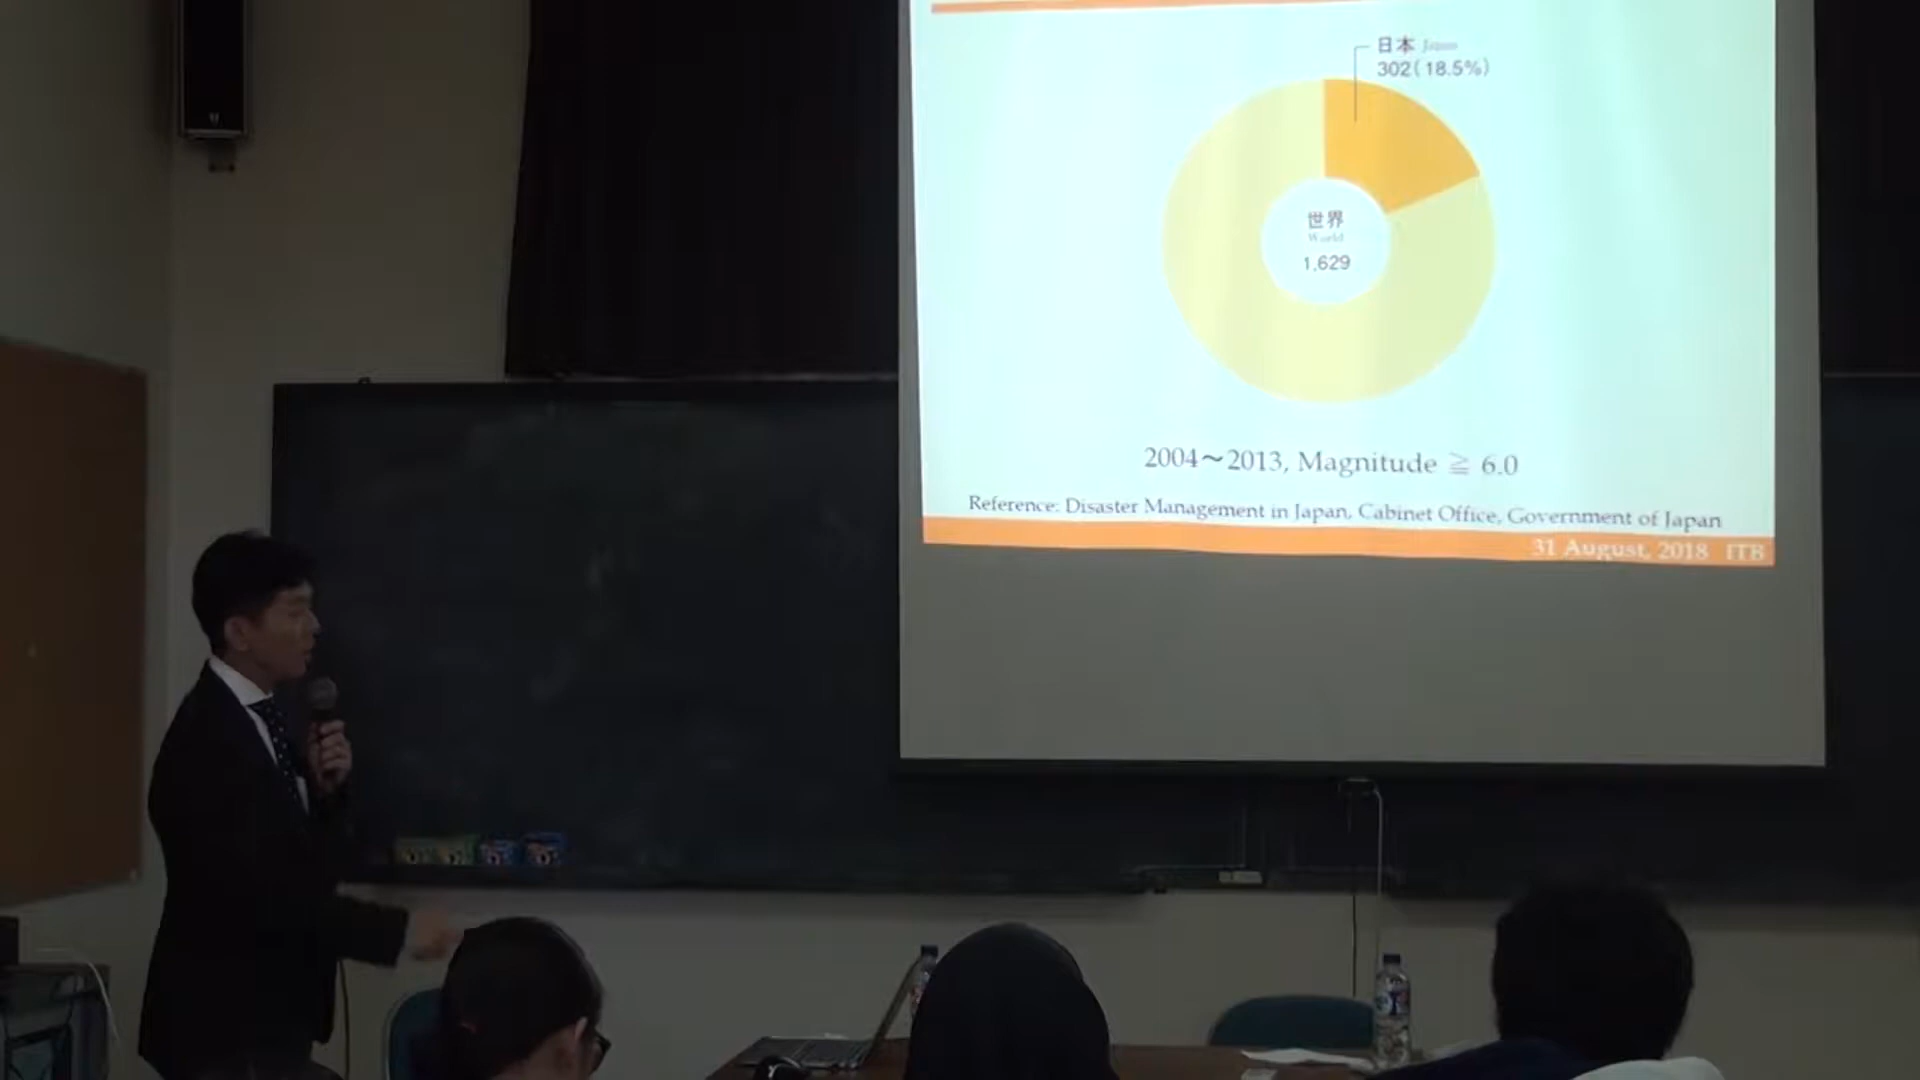 日本 Japan
302(18.5%)
世界
World
1,629
2004～2013, Magnitude ≧ 6.0
Reference: Disaster Management in Japan, Cabinet Office, Government of Japan
31 August, 2018 ITB